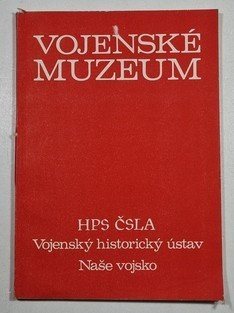 VOJENSKÉ
MUZEUM
HPS ČSLA
Vojenský historický ústav
Naše vojsko